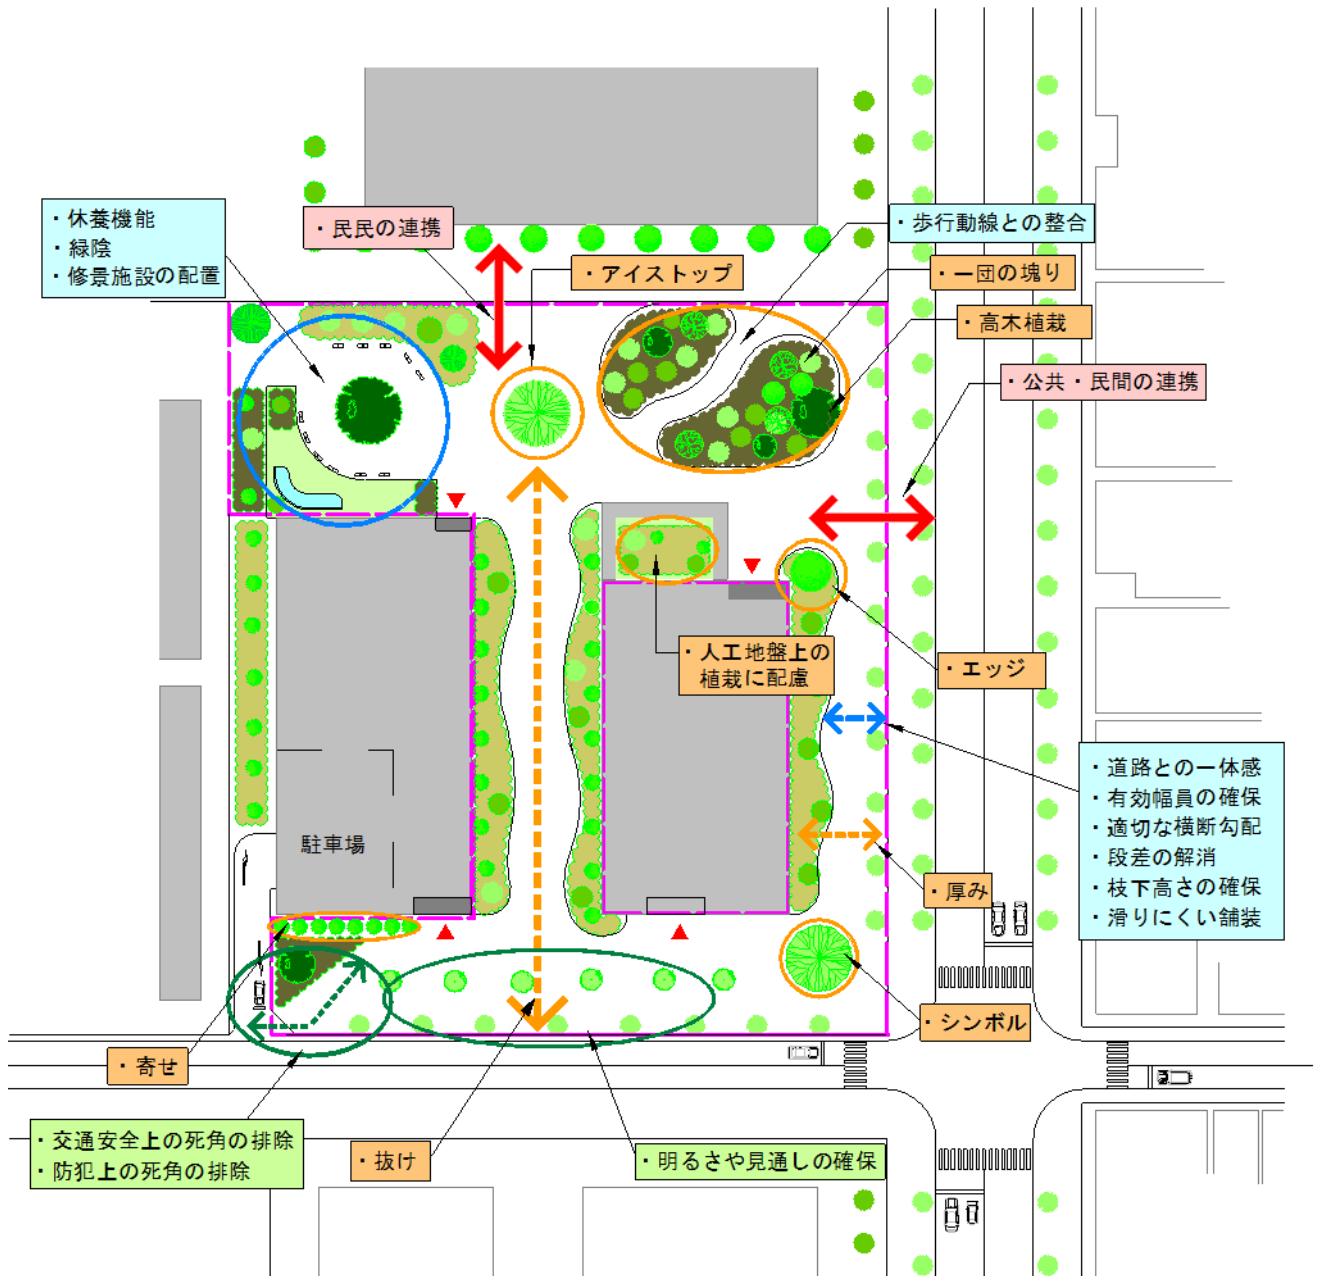 ・休養機能
・緑陰
・修景施設の配置
・民民の連携
・アイストップ
・歩行動線との整合
・一団の塊り
・高木植栽
・公共・民間の連携
・人工地盤上の
植栽に配慮
・エッジ
・道路との一体感
・有効幅員の確保
・適切な横断勾配
・段差の解消
・枝下高さの確保
・滑りにくい舗装
駐車場
・厚み
・シンボル
・寄せ
・交通安全上の死角の排除
・防犯上の死角の排除
・抜け
・明るさや見通しの確保